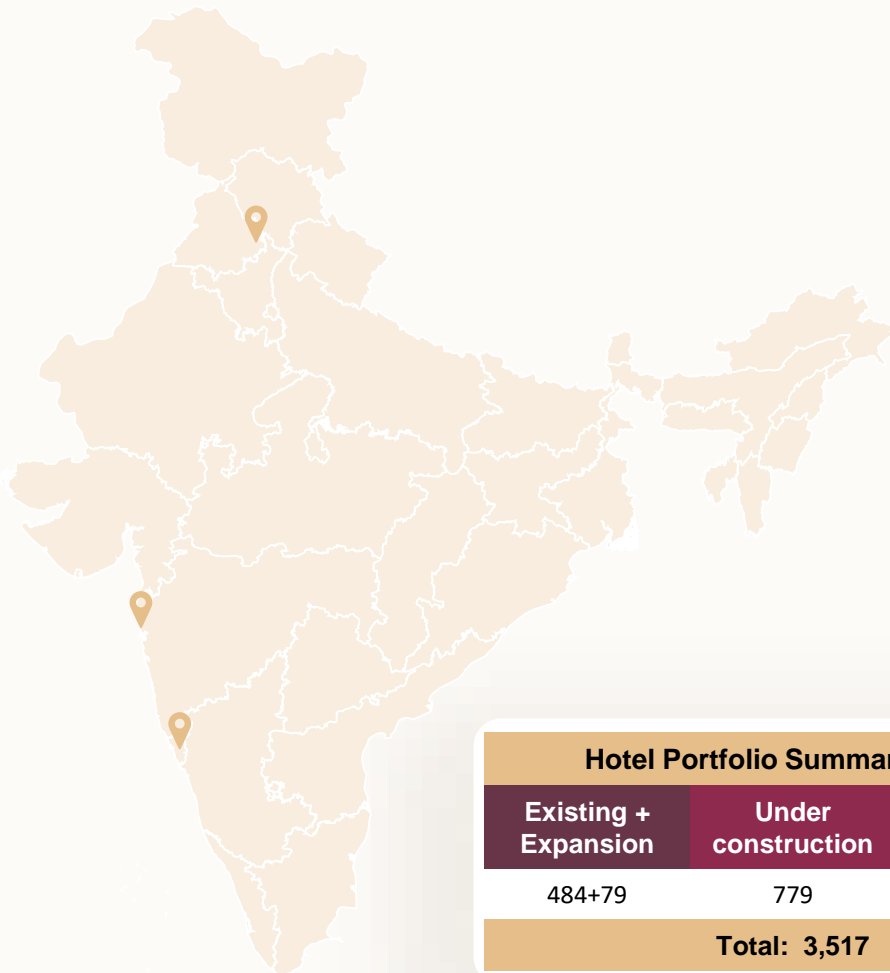 Hotel Portfolio Summar
Existing +
Expansion
Under
construction
484+79
779
Total: 3,517